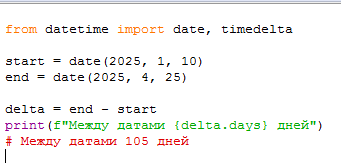 from datetime import date, timedelta
start = date(2025, 1, 10)
end = date(2025, 4, 25)
delta = end - start
print(f"Между датами {delta.days} дней")
# Между датами 105 дней